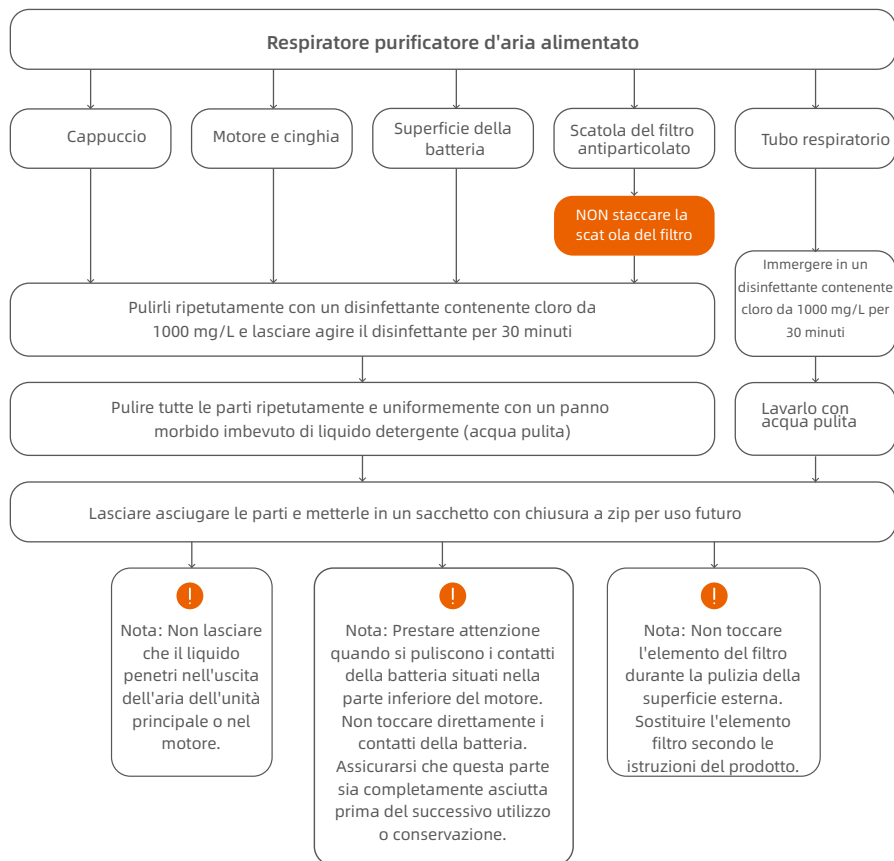 Respiratore purificatore d'aria alimentato
Cappuccio
Motore e cinghia
Superficie della
batteria
Scatola del filtro
antiparticolato
Tubo respiratorio
NON staccare la
scat ola del filtro
Immergere in un
disinfettante contenente
cloro da 1000 mg/L per
30 minuti
Pulirli ripetutamente con un disinfettante contenente cloro da
1000 mg/L e lasciare agire il disinfettante per 30 minuti
Pulire tutte le parti ripetutamente e uniformemente con un panno
morbido imbevuto di liquido detergente (acqua pulita)
Lavarlo con
acqua pulita
Lasciare asciugare le parti e metterle in un sacchetto con chiusura a zip per uso futuro
!
Nota: Non lasciare
che il liquido
penetri nell'uscita
dell'aria dell'unità
principale o nel
motore.
!
Nota: Prestare attenzione
quando si puliscono i contatti
della batteria situati nella
parte inferiore del motore.
Non toccare direttamente i
contatti della batteria.
Assicurarsi che questa parte
sia completamente asciutta
prima del successivo utilizzo
o conservazione.
!
Nota: Non toccare
l'elemento del filtro
durante la pulizia della
superficie esterna.
Sostituire l'elemento
filtro secondo le
istruzioni del prodotto.